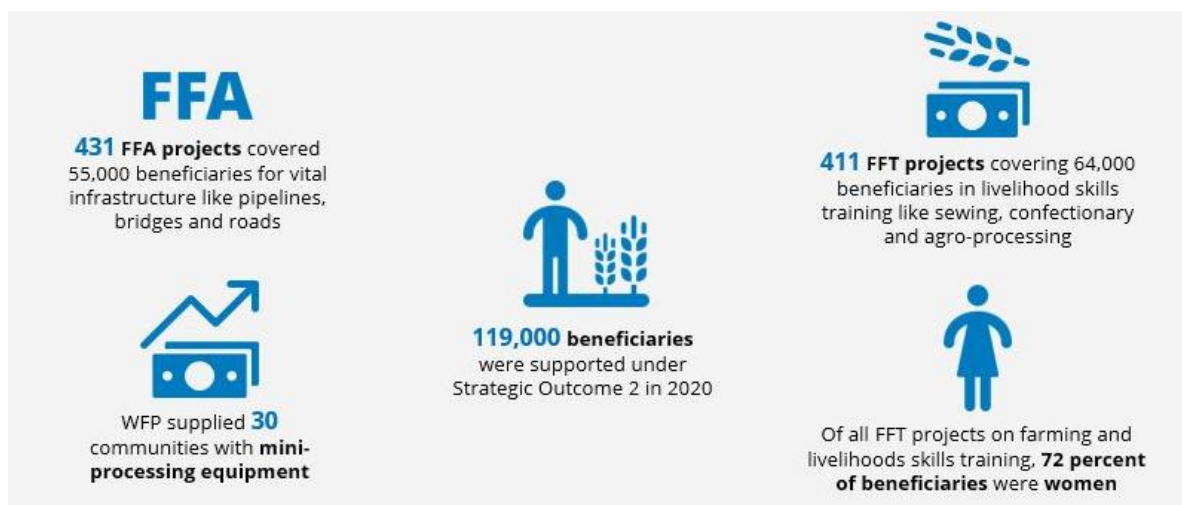 FFA
431 FFA projects covered
55,000 beneficiaries for vital
infrastructure like pipelines,
bridges and roads
WFP supplied 30
communities with mini-
processing equipment
119,000 beneficiaries
were supported under
Strategic Outcome 2 in 2020
411 FFT projects covering 64,000
beneficiaries in livelihood skills
training like sewing, confectionary
and agro-processing
Of all FFT projects on farming and
livelihoods skills training, 72 percent
of beneficiaries were women